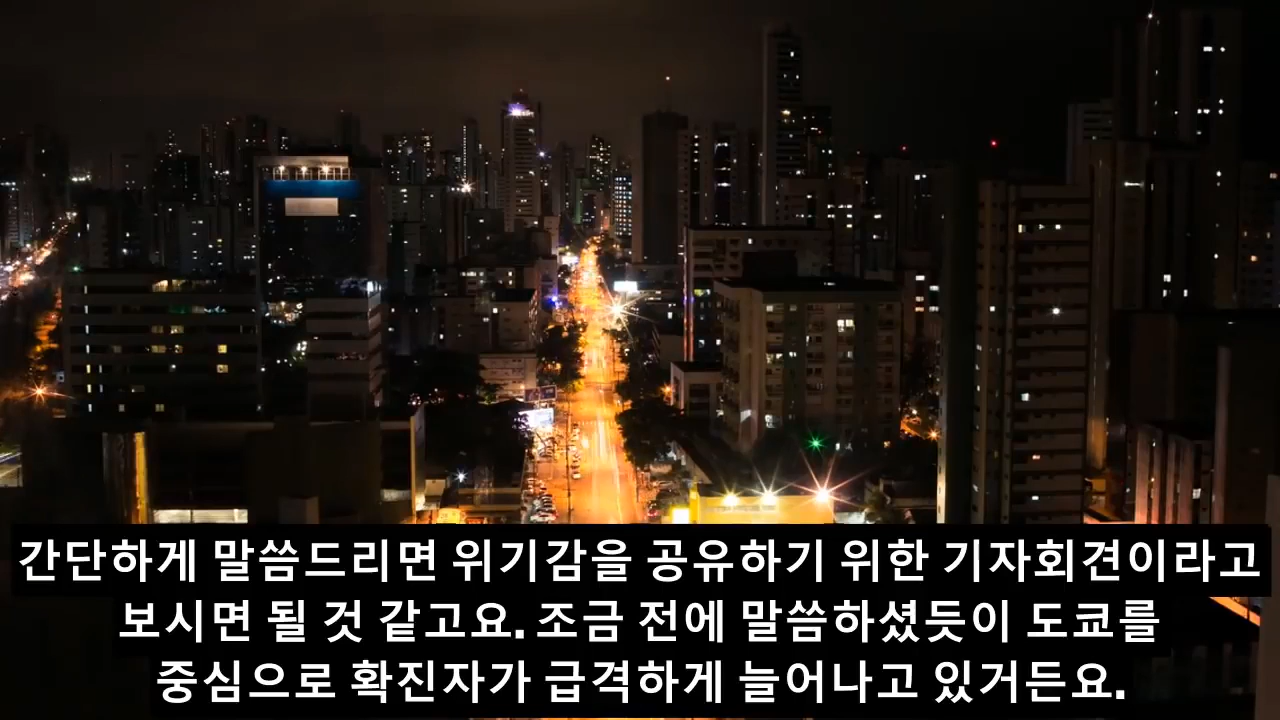 간단하게 말씀드리면 위기감을 공유하기 위한 기자회견이라고
보시면 될 것 같고요. 조금 전에 말씀하셨듯이 도쿄를
중심으로 확진자가 급격하게 늘어나고 있거든요.